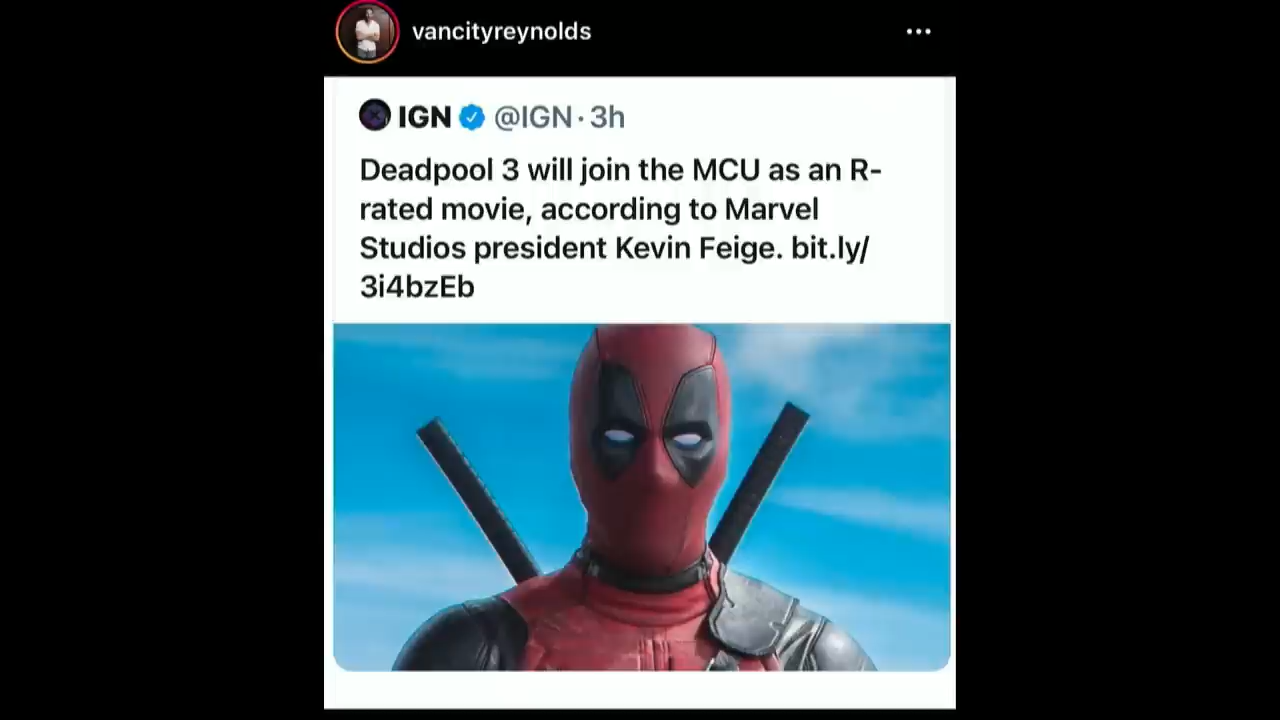 vancityreynolds
IGN @IGN · 3h
Deadpool 3 will join the MCU as an R-
rated movie, according to Marvel
Studios president Kevin Feige. bit.ly/
3i4bzEb